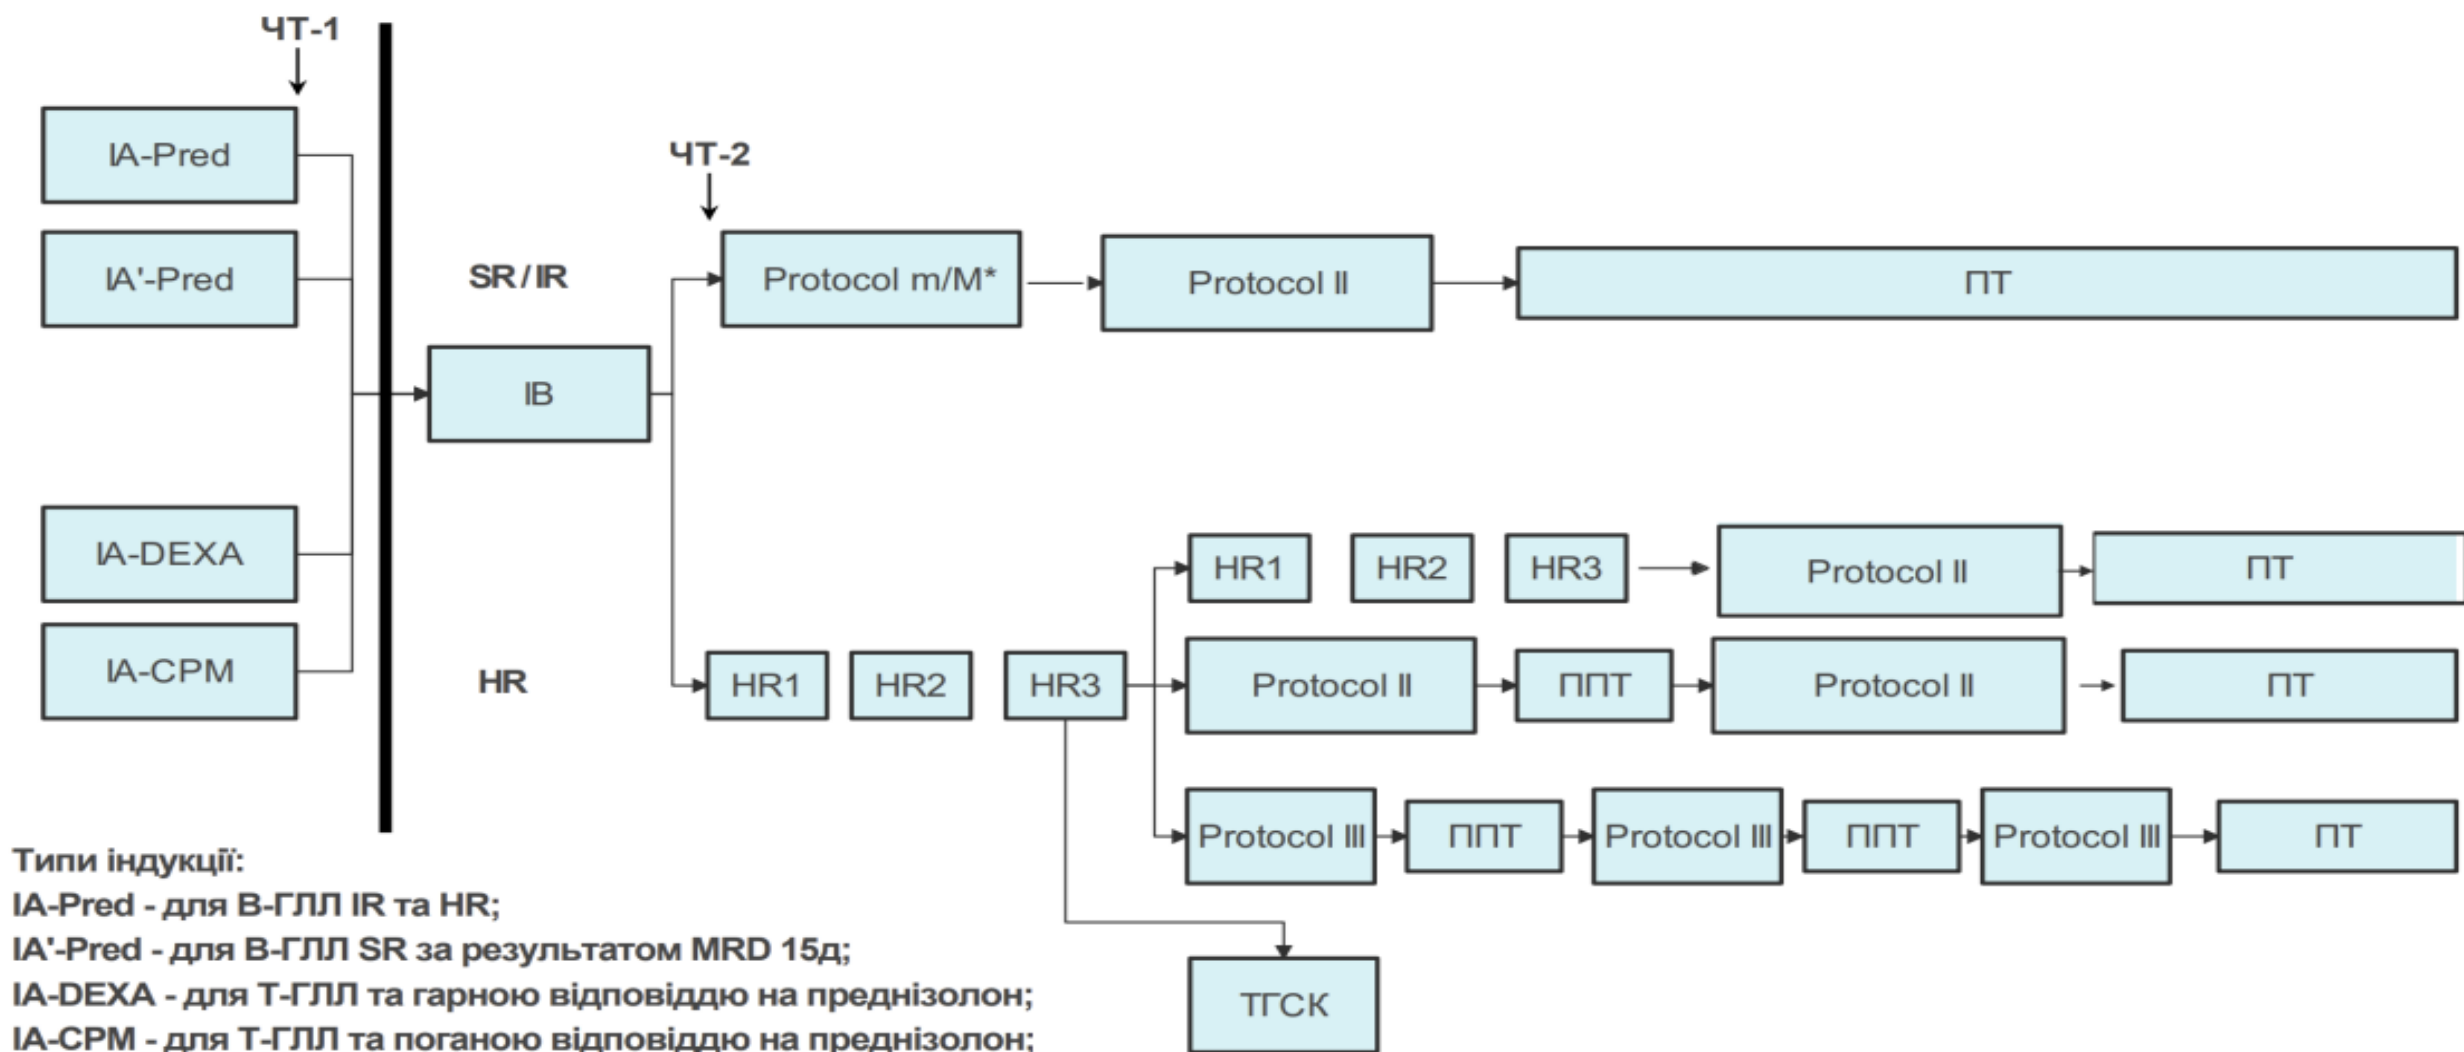 ЧТ-1
IA-Pred
ЧТ-2
IA'-Pred
SR / IR
Protocol m/M*
Protocol II
ПТ
IB
IA-DEXA
HR1
HR2
HR3
Protocol II
ПТ
IA-CPM
HR
HR1
HR2
HR3
Protocol II
ППТ
Protocol II
ПТ
Protocol III
ППТ
Protocol III
ППТ
Protocol III
ПТ
Типи індукції:
IA-Pred - для В-ГЛЛ IR та HR;
IA'-Pred - для В-ГЛЛ SR за результатом MRD 15д;
IA-DEXA - для Т-ГЛЛ та гарною відповіддю на преднізолон;
ТГСК
IA-CPM - для Т-ГЛЛ та поганою відповіддю на преднізолон;